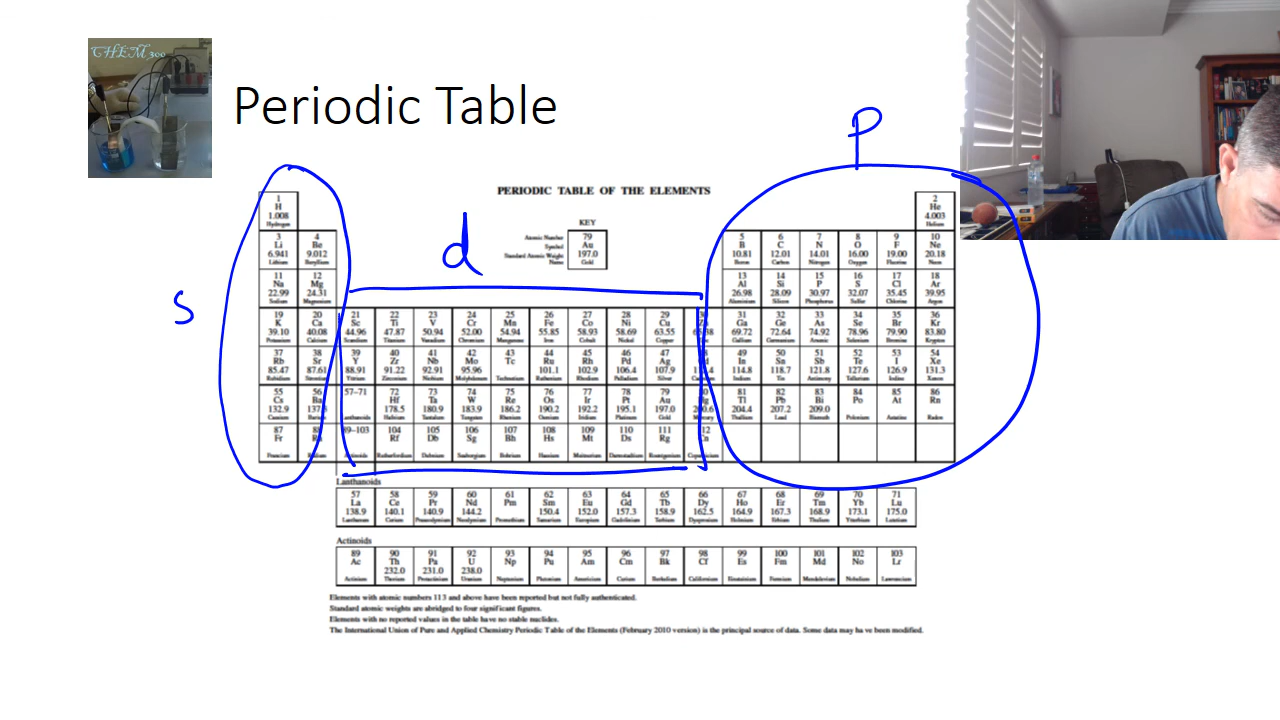 CHEM300
Periodic Table
P
PERIODIC TABLE OF THE ELEMENTS
d
s
KEY
Atomic Number 79
Symbol Au
Standard Atomic Weight 197.0
Name Gold
1 2
H He
1.008 4.003
Hydrogen Helium
3 4 5 6 7 8 9 10
Li Be B C N O F Ne
6.941 9.012 10.81 12.01 14.01 16.00 19.00 20.18
Lithium Beryllium Boron Carbon Nitrogen Oxygen Fluorine Neon
11 12 13 14 15 16 17 18
Na Mg Al Si P S Cl Ar
22.99 24.31 26.98 28.09 30.97 32.07 35.45 39.95
Sodium Magnesium Aluminium Silicon Phosphorus Sulfur Chlorine Argon
19 20 21 22 23 24 25 26 27 28 29 31 32 33 34 35 36
K Ca Sc Ti V Cr Mn Fe Co Ni Cu Ga Ge As Se Br Kr
39.10 40.08 44.96 47.87 50.94 52.00 54.94 55.85 58.93 58.69 63.55 69.72 72.64 74.92 78.96 79.90 83.80
Potassium Calcium Scandium Titanium Vanadium Chromium Manganese Iron Cobalt Nickel Copper Gallium Germanium Arsenic Selenium Bromine Krypton
37 38 39 40 41 42 43 44 45 46 47 49 50 51 52 53 54
Rb Sr Y Zr Nb Mo Tc Ru Rh Pd Ag In Sn Sb Te I Xe
85.47 87.61 88.91 91.22 92.91 95.96 101.1 102.9 106.4 107.9 114.8 118.7 121.8 127.6 126.9 131.3
Rubidium Strontium Yttrium Zirconium Niobium Molybdenum Technetium Ruthenium Rhodium Palladium Silver Indium Tin Antimony Tellurium Iodine Xenon
55 56 57–71 72 73 74 75 76 77 78 79 81 82 83 84 85 86
Cs Ba Hf Ta W Re Os Ir Pt Au Tl Pb Bi Po At Rn
132.9 178.5 180.9 183.9 186.2 190.2 192.2 195.1 197.0 204.4 207.2 209.0
Caesium Barium Lanthanoids Hafnium Tantalum Tungsten Rhenium Osmium Iridium Platinum Gold Mercury Thallium Lead Bismuth Polonium Astatine Radon
87 89–103 104 105 106 107 108 109 110 111
Fr Ra Rf Db Sg Bh Hs Mt Ds Rg Cn
Francium Radium Actinoids Rutherfordium Dubnium Seaborgium Bohrium Hassium Meitnerium Darmstadtium Roentgenium Copernicium
Lanthanoids
57 58 59 60 61 62 63 64 65 66 67 68 69 70 71
La Ce Pr Nd Pm Sm Eu Gd Tb Dy Ho Er Tm Yb Lu
138.9 140.1 140.9 144.2 150.4 152.0 157.3 158.9 162.5 164.9 167.3 168.9 173.1 175.0
Lanthanum Cerium Praseodymium Neodymium Promethium Samarium Europium Gadolinium Terbium Dysprosium Holmium Erbium Thulium Ytterbium Lutetium
Actinoids
89 90 91 92 93 94 95 96 97 98 99 100 101 102 103
Ac Th Pa U Np Pu Am Cm Bk Cf Es Fm Md No Lr
232.0 231.0 238.0
Actinium Thorium Protactinium Uranium Neptunium Plutonium Americium Curium Berkelium Californium Einsteinium Fermium Mendelevium Nobelium Lawrencium
Elements with atomic numbers 113 and above have been reported but not fully authenticated.
Standard atomic weights are abridged to four significant figures.
Elements with no reported values in the table have no stable nuclides.
The International Union of Pure and Applied Chemistry Periodic Table of the Elements (February 2010 version) is the principal source of data. Some data may ha ve been modified.